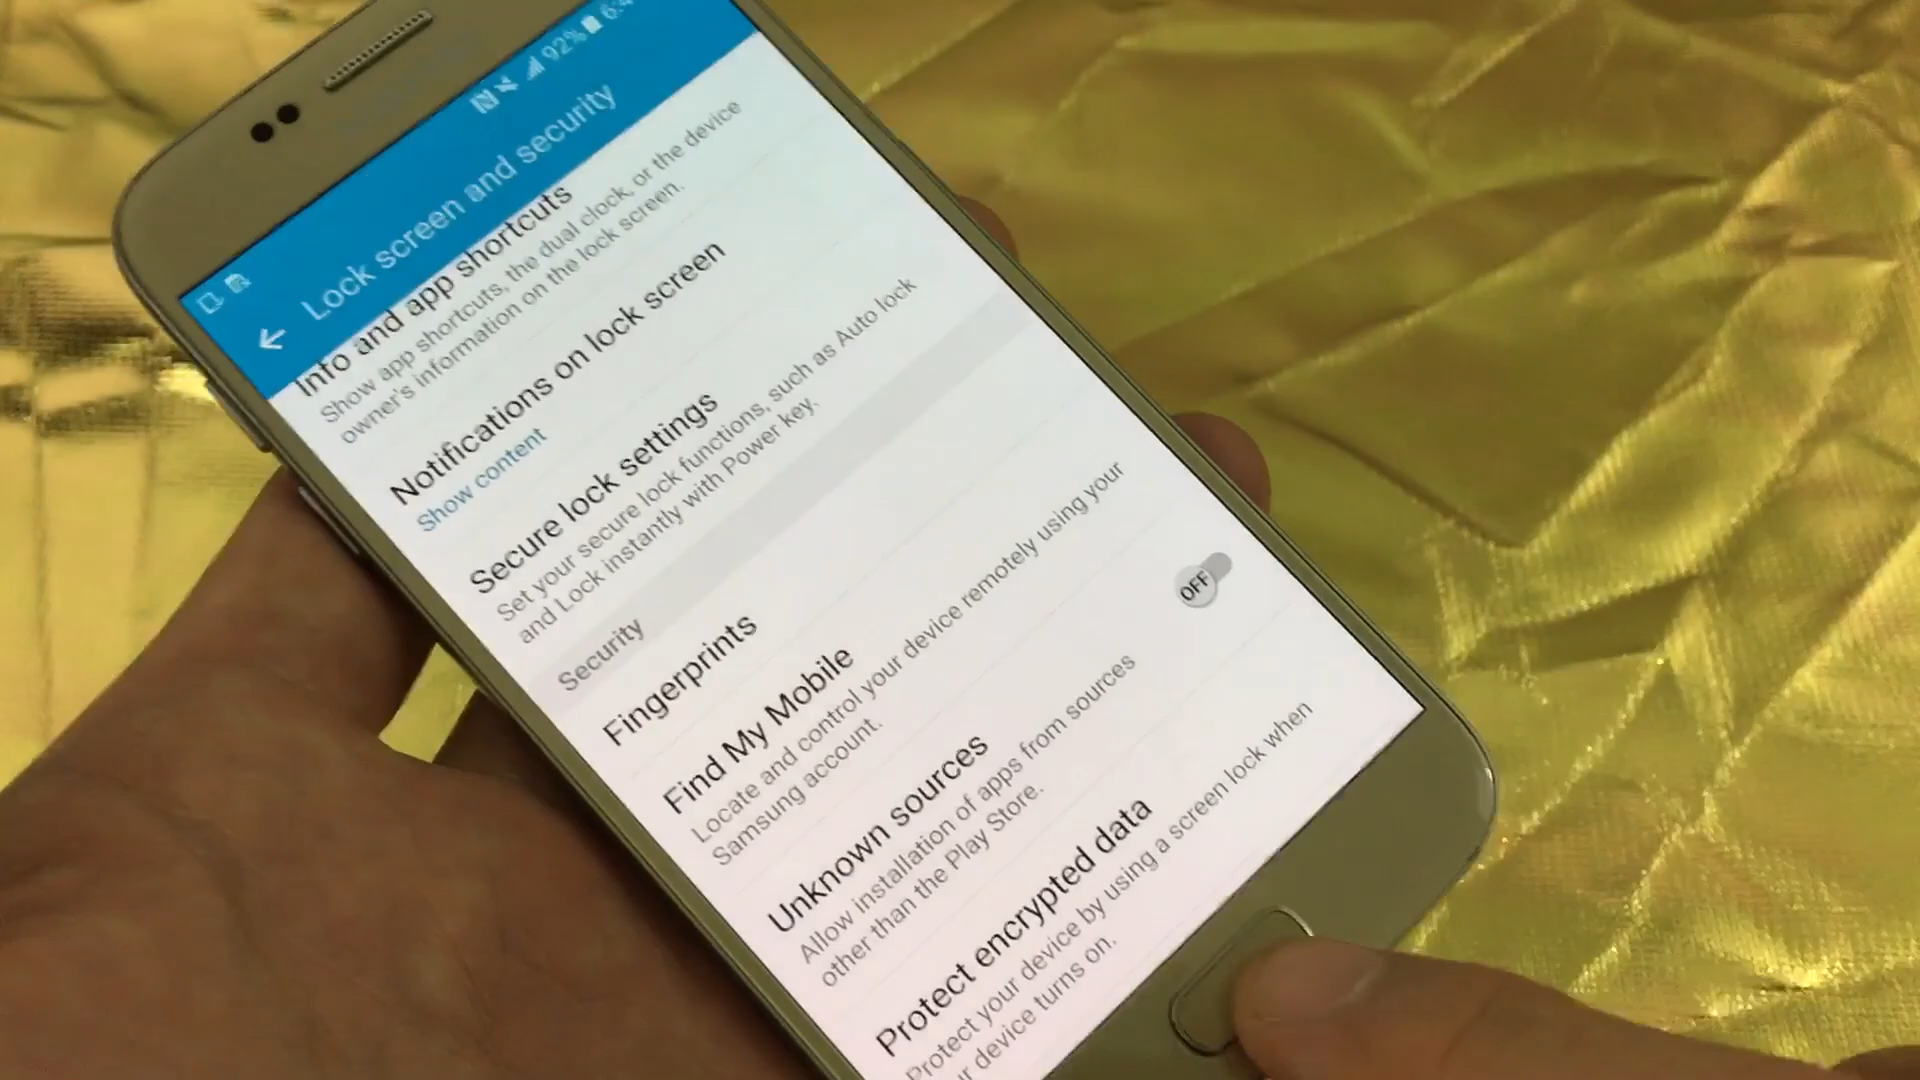 92% 6:4
Lock screen and security
Info and app shortcuts
Show app shortcuts, the dual clock, or the device
owner's information on the lock screen.
Notifications on lock screen
Show content
Secure lock settings
Set your secure lock functions, such as Auto lock
and Lock instantly with Power key.
Security
Fingerprints
Find My Mobile
Locate and control your device remotely using your
Samsung account.
Unknown sources
Allow installation of apps from sources
other than the Play Store.
OFF
Protect encrypted data
Protect your device by using a screen lock when
ur device turns on.